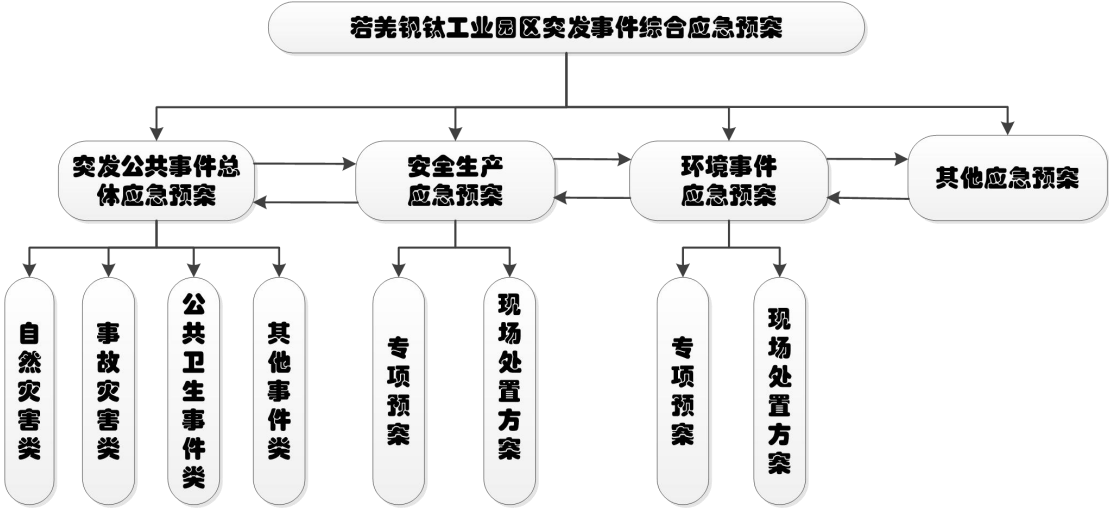 若羌钒钛工业园区突发事件综合应急预案
突发公共事件总
体应急预案
安全生产
应急预案
环境事件
应急预案
其他应急预案
自然灾害类
事故灾害类
公共卫生事件类
其他事件类
专项预案
现场处置方案
专项预案
现场处置方案